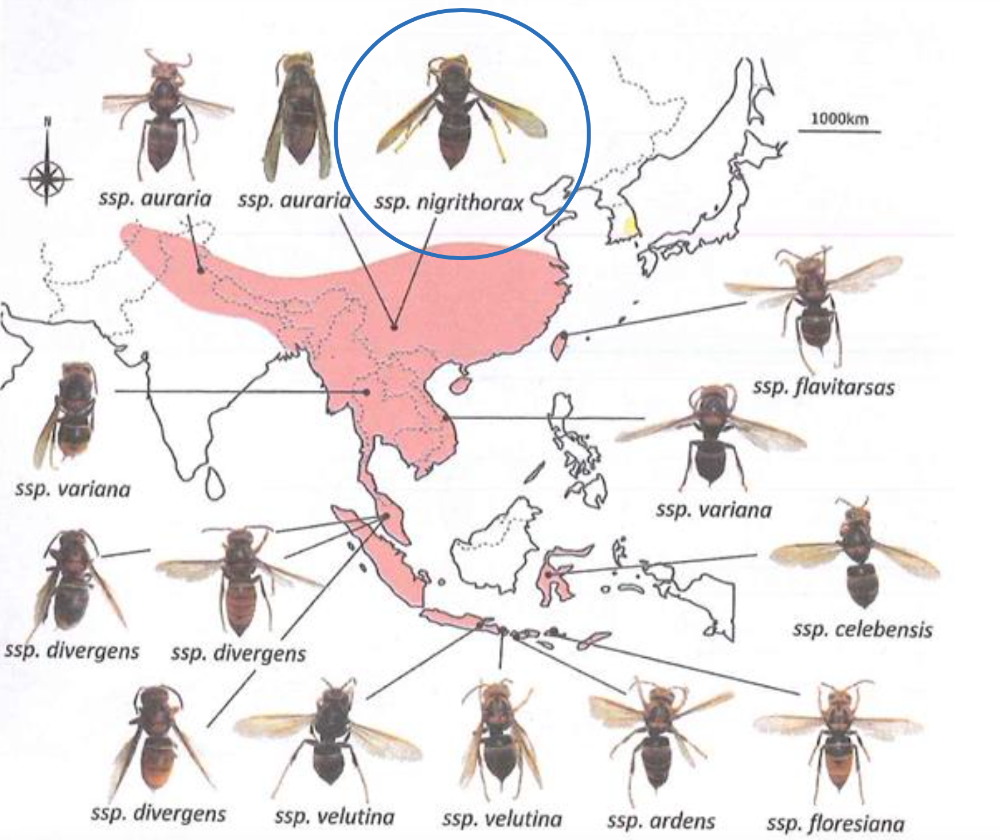 N
1000km
ssp. auraria
ssp. auraria
ssp. nigrithorax
ssp. flavitarsas
ssp. variana
ssp. variana
ssp. celebensis
ssp. divergens
ssp. divergens
ssp. divergens
ssp. velutina
ssp. velutina
ssp. ardens
ssp. floresiana